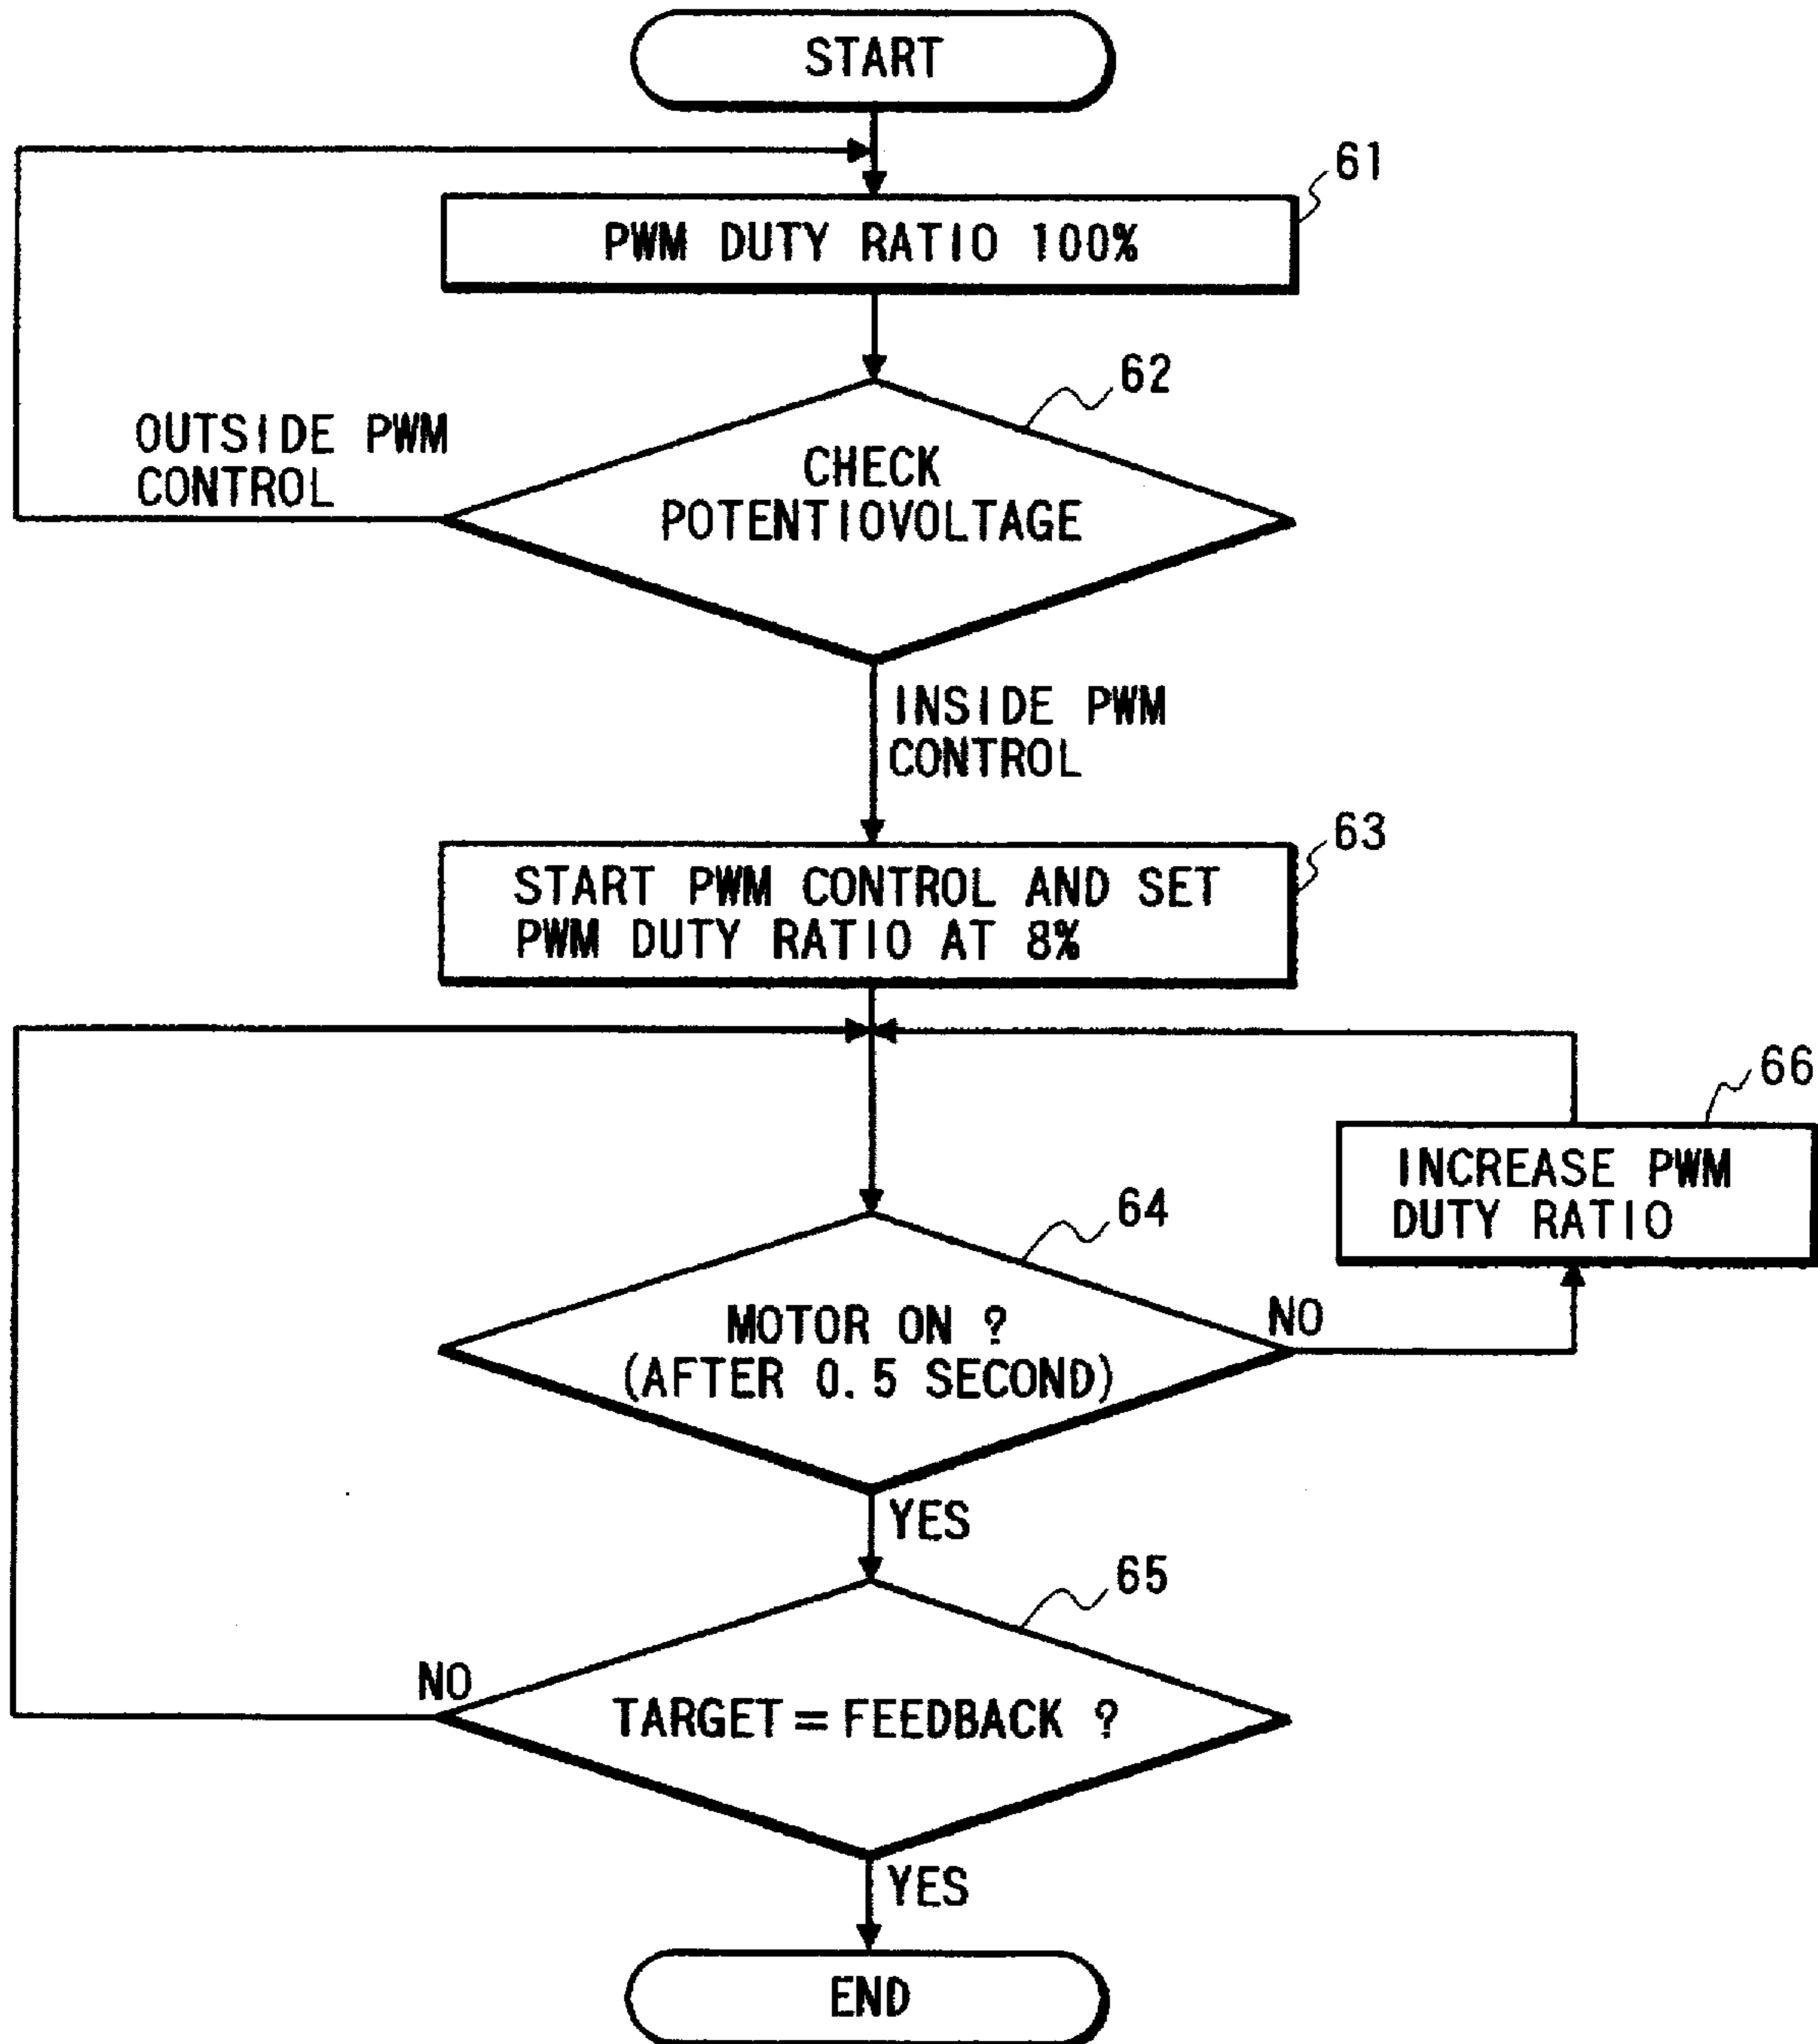 START
61
PWM DUTY RATIO 100%
62
OUTSIDE PWM
CONTROL
CHECK
POTENTIOVOLTAGE
INSIDE PWM
CONTROL
63
START PWM CONTROL AND SET
PWM DUTY RATIO AT 8%
66
INCREASE PWM
DUTY RATIO
64
MOTOR ON ?
(AFTER 0.5 SECOND)
NO
YES
65
NO
TARGET = FEEDBACK ?
YES
END